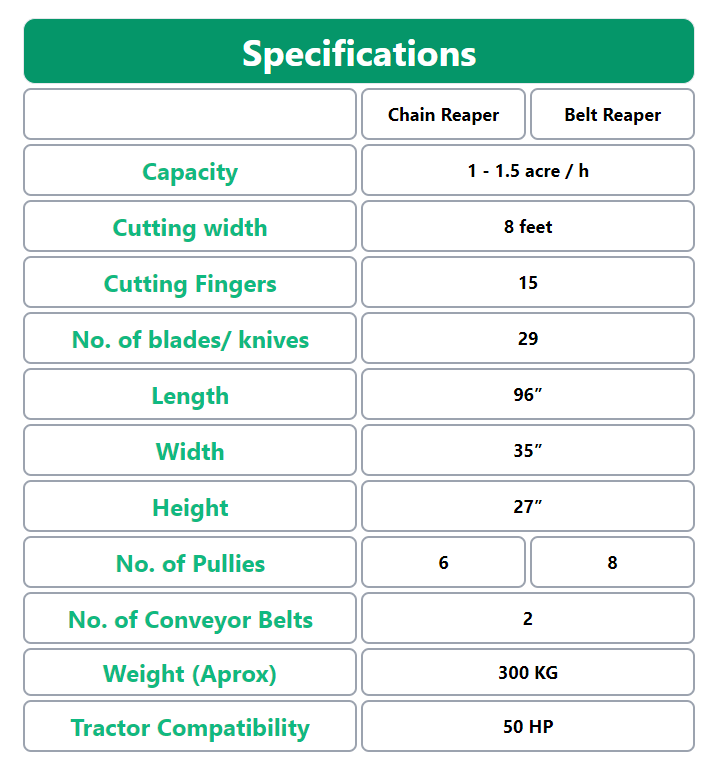 Specifications
Chain Reaper Belt Reaper
Capacity 1 - 1.5 acre / h
Cutting width 8 feet
Cutting Fingers 15
No. of blades/ knives 29
Length 96”
Width 35”
Height 27”
No. of Pullies 6 8
No. of Conveyor Belts 2
Weight (Aprox) 300 KG
Tractor Compatibility 50 HP